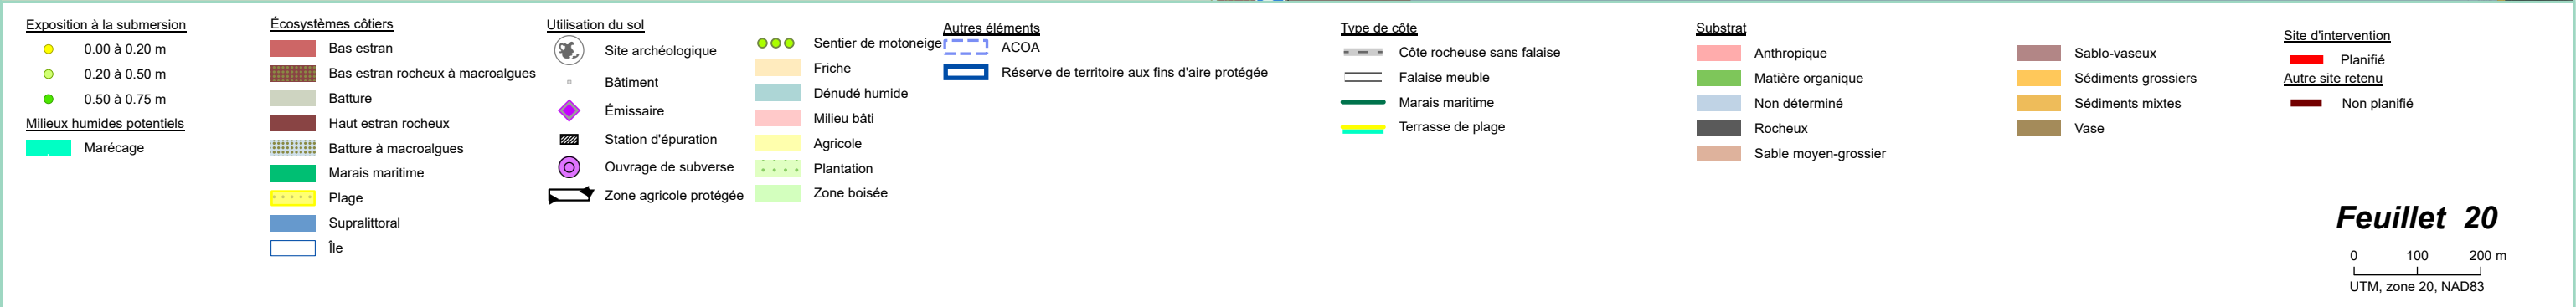 Exposition à la submersion
0.00 à 0.20 m
0.20 à 0.50 m
0.50 à 0.75 m
Milieux humides potentiels
Marécage
Écosystèmes côtiers
Bas estran
Bas estran rocheux à macroalgues
Batture
Haut estran rocheux
Batture à macroalgues
Marais maritime
Plage
Supralittoral
Île
Utilisation du sol
Site archéologique
Bâtiment
Émissaire
Station d'épuration
Ouvrage de subverse
Zone agricole protégée
Sentier de motoneige
Friche
Dénudé humide
Milieu bâti
Agricole
Plantation
Zone boisée
Autres éléments
ACOA
Réserve de territoire aux fins d'aire protégée
Type de côte
Côte rocheuse sans falaise
Falaise meuble
Marais maritime
Terrasse de plage
Substrat
Anthropique
Matière organique
Non déterminé
Rocheux
Sable moyen-grossier
Sablo-vaseux
Sédiments grossiers
Sédiments mixtes
Vase
Site d'intervention
Planifié
Autre site retenu
Non planifié
Feuillet 20
0 100 200 m
UTM, zone 20, NAD83